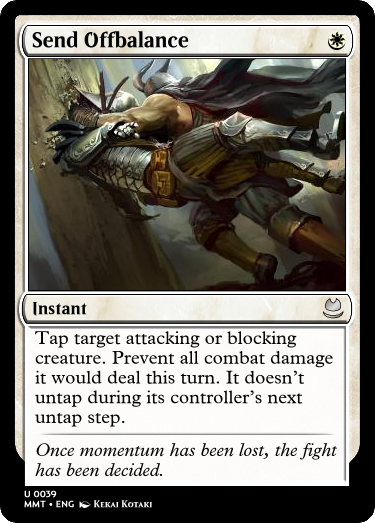 Send Offbalance
Instant
Tap target attacking or blocking
creature. Prevent all combat damage
it would deal this turn. It doesn't
untap during its controller's next
untap step.
Once momentum has been lost, the fight
has been decided.
U 0039
MMT • ENG Kekai Kotaki